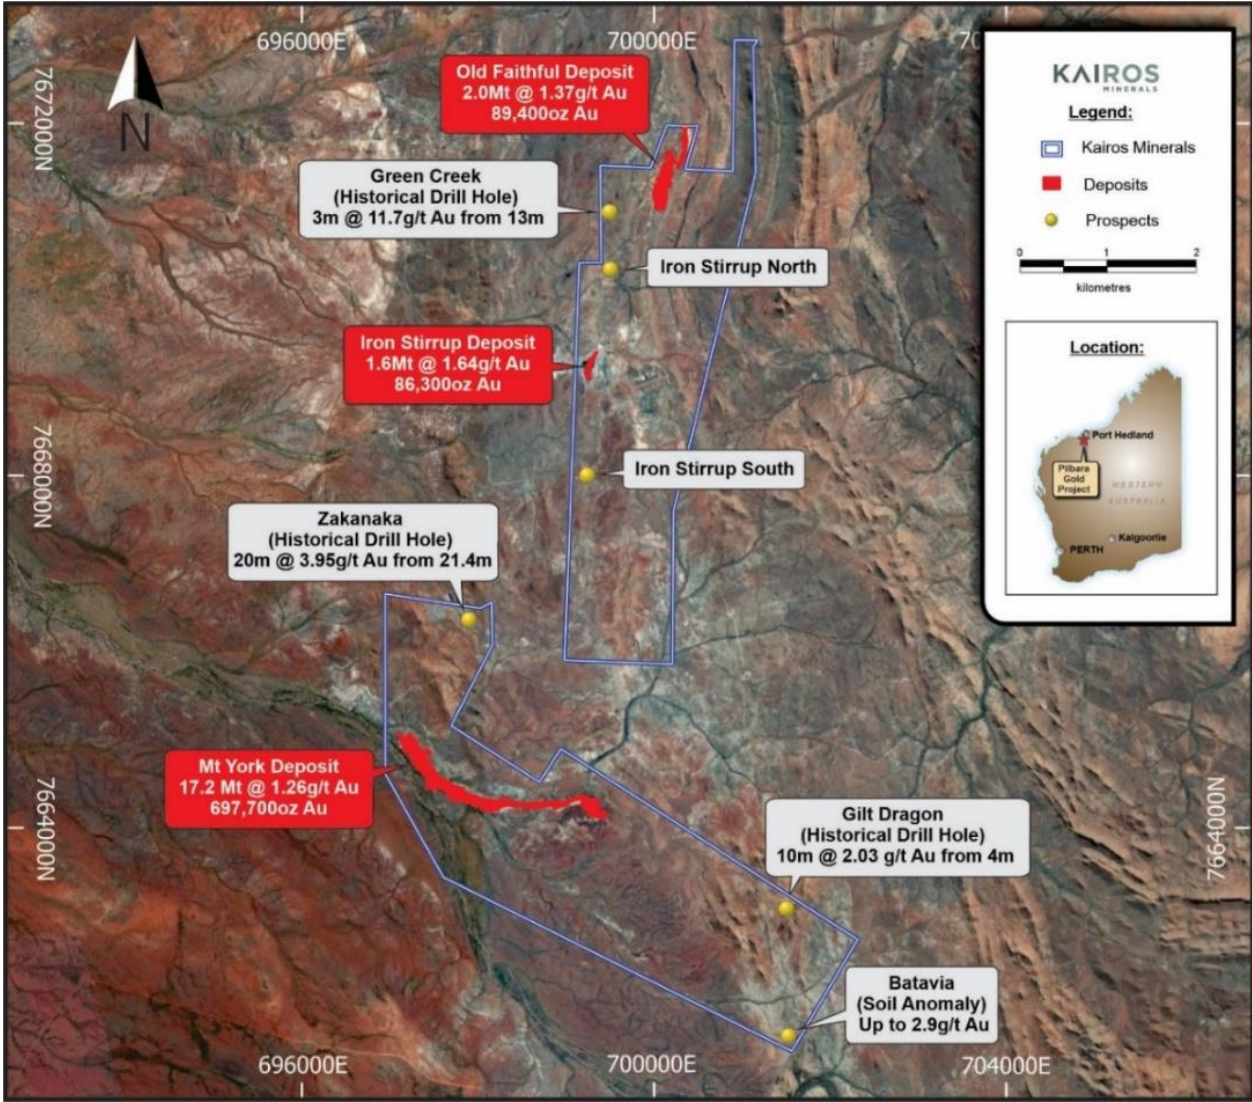 696000E
700000E
70
7672000N
7668000N
7664000N
7664000N
696000E
700000E
704000E
N
Old Faithful Deposit
2.0Mt @ 1.37g/t Au
89,400oz Au
Green Creek
(Historical Drill Hole)
3m @ 11.7g/t Au from 13m
Iron Stirrup North
Iron Stirrup Deposit
1.6Mt @ 1.64g/t Au
86,300oz Au
Iron Stirrup South
Zakanaka
(Historical Drill Hole)
20m @ 3.95g/t Au from 21.4m
Mt York Deposit
17.2 Mt @ 1.26g/t Au
697,700oz Au
Gilt Dragon
(Historical Drill Hole)
10m @ 2.03 g/t Au from 4m
Batavia
(Soil Anomaly)
Up to 2.9g/t Au
KAIROS
MINERALS
Legend:
Kairos Minerals
Deposits
Prospects
0 1 2
kilometres
Location:
Port Hedland
Pilbara
Gold
Project
WESTERN
AUSTRALIA
Kalgoorlie
PERTH